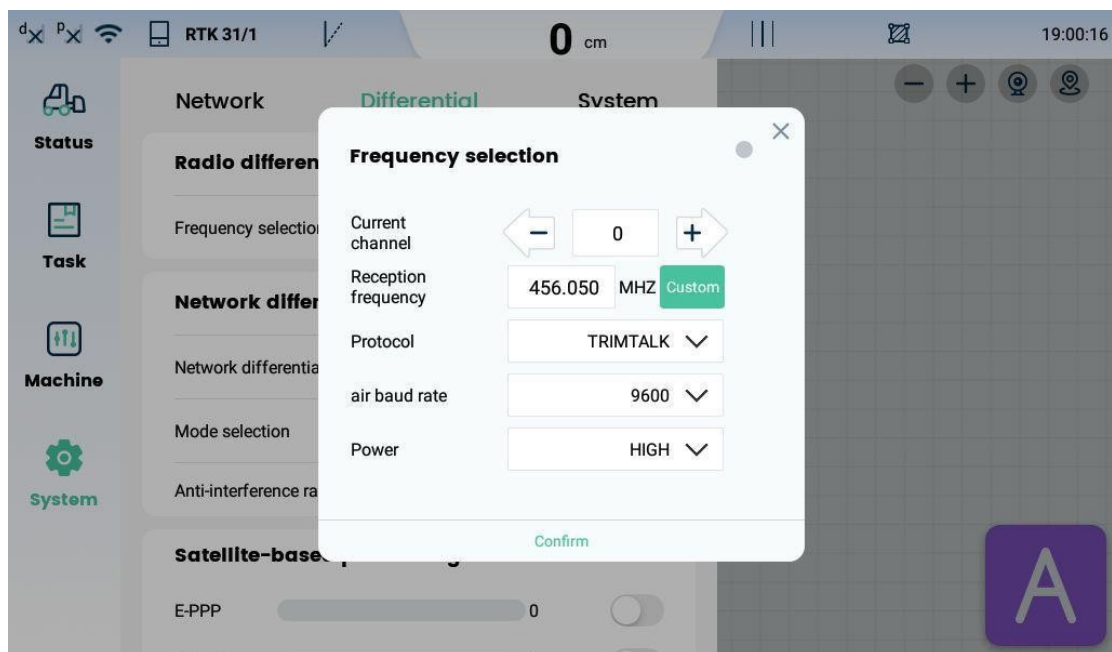 d P RTK 31/1 0 cm 19:00:16
Status
Task
Machine
System
Network Differential System
Radio differen
Frequency selectio
Network differ
Network differentia
Mode selection
Anti-interference ra
Satellite-base
E-PPP 0
Frequency selection
Current
channel
0
Reception
frequency
456.050 MHZ Custom
Protocol TRIMTALK
air baud rate 9600
Power HIGH
Confirm
A